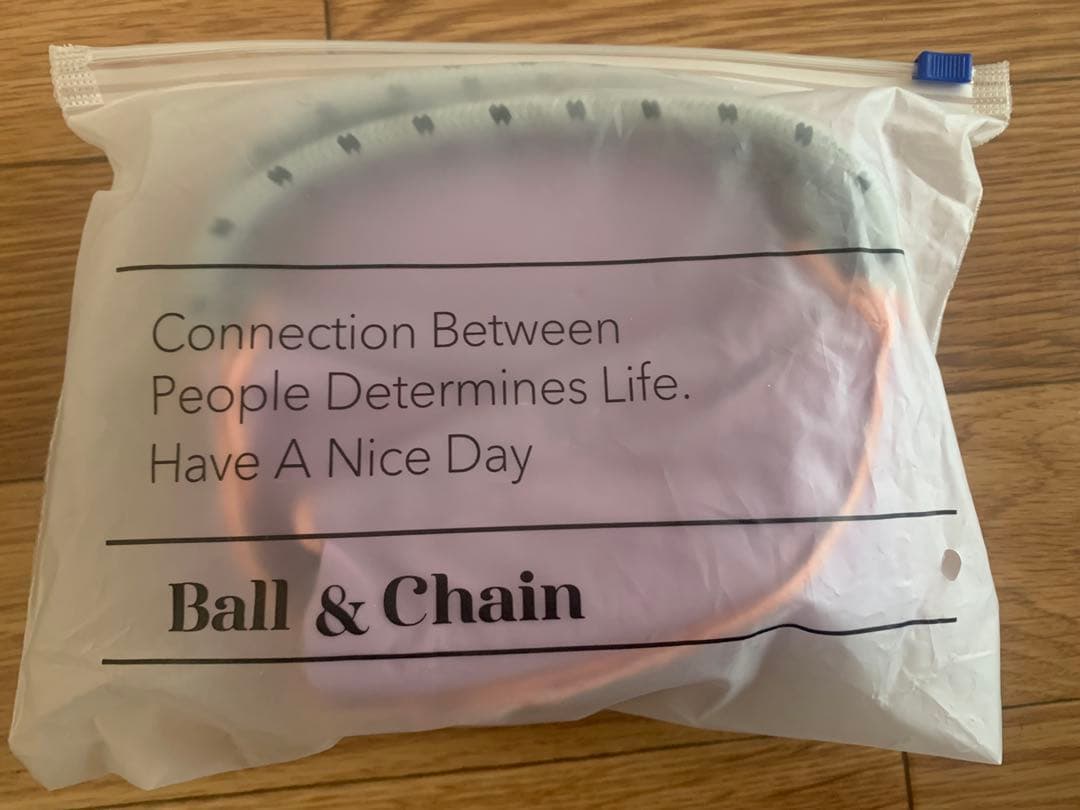 Connection Between
People Determines Life.
Have A Nice Day
Ball & Chain